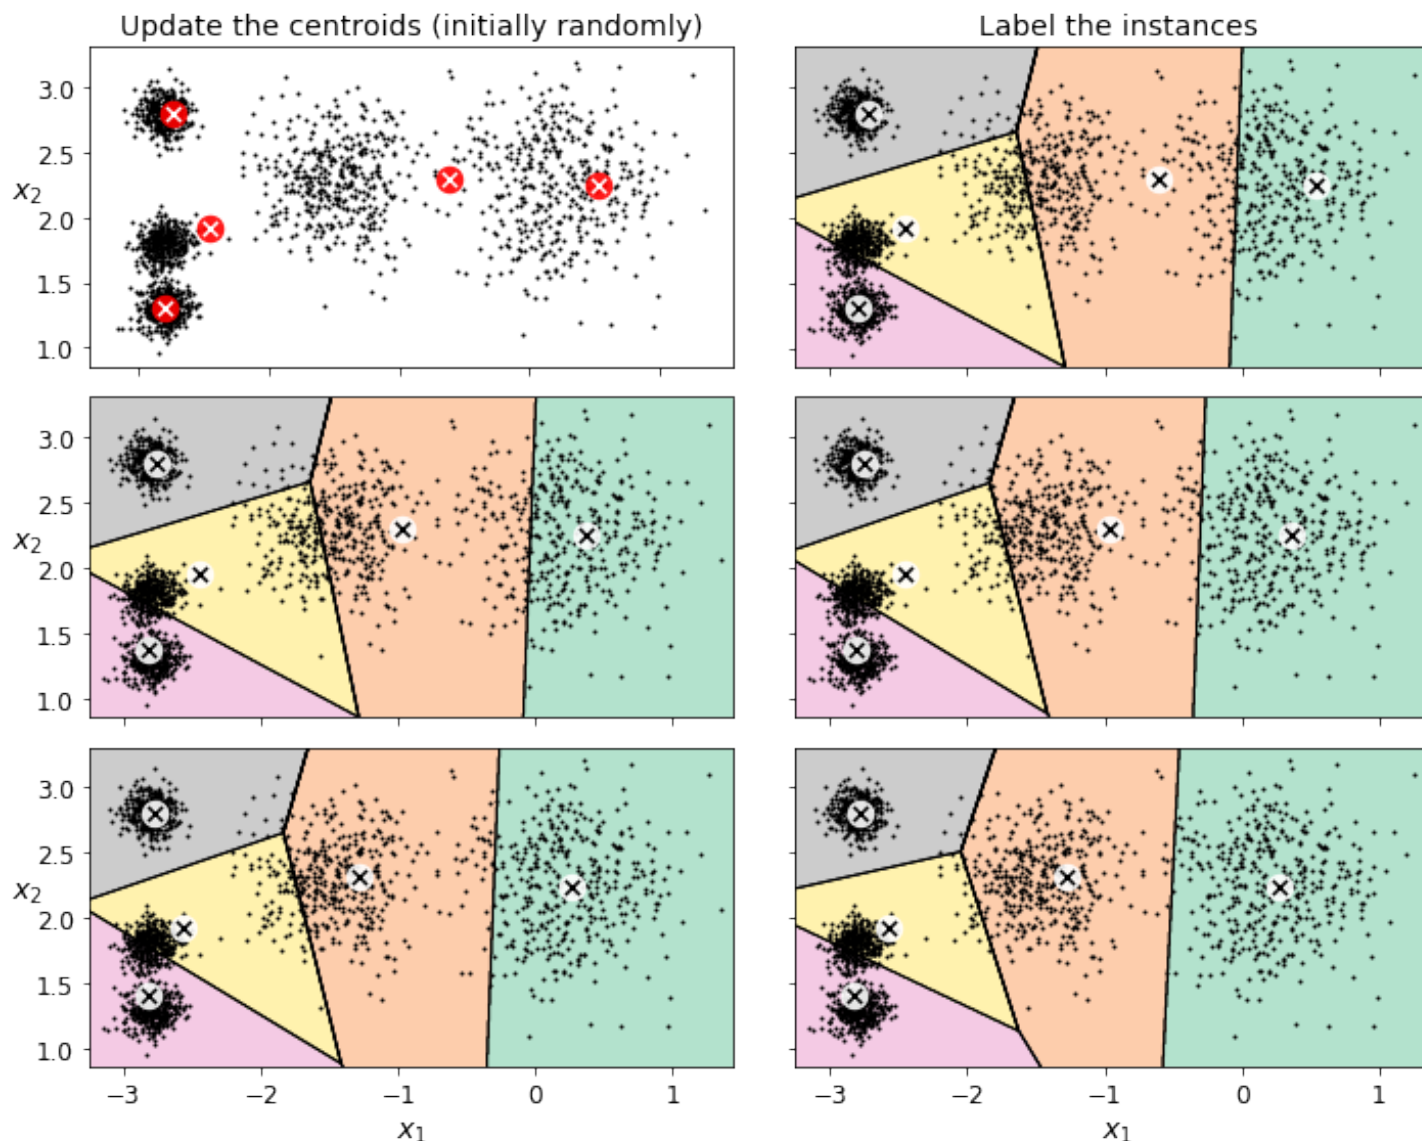 Update the centroids (initially randomly)
Label the instances
3.0
2.5
x₂
2.0
1.5
1.0
3.0
2.5
x₂
2.0
1.5
1.0
3.0
2.5
x₂
2.0
1.5
1.0
−3 −2 −1 0 1
−3 −2 −1 0 1
x₁
x₁